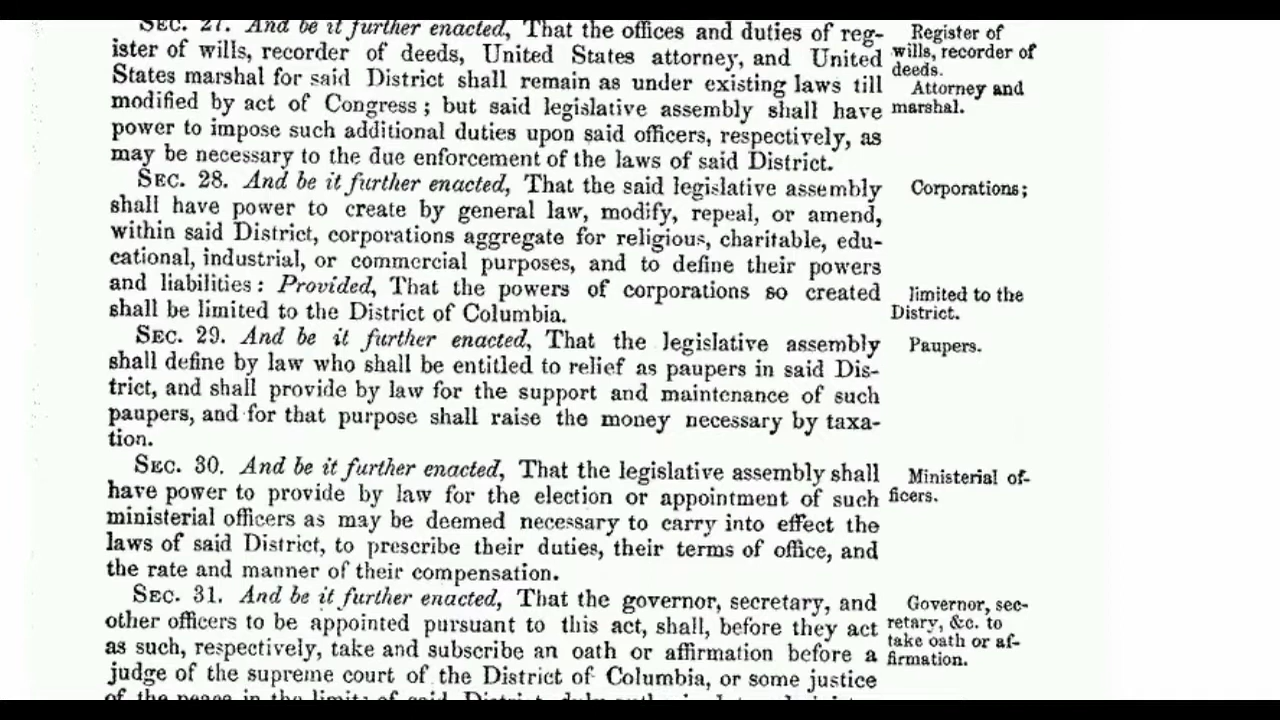 SEC. 27. And be it further enacted, That the offices and duties of reg-
ister of wills, recorder of deeds, United States attorney, and United
States marshal for said District shall remain as under existing laws till
modified by act of Congress; but said legislative assembly shall have
power to impose such additional duties upon said officers, respectively, as
may be necessary to the due enforcement of the laws of said District.
Register of
wills, recorder of
deeds.
Attorney and
marshal.
SEC. 28. And be it further enacted, That the said legislative assembly
shall have power to create by general law, modify, repeal, or amend,
within said District, corporations aggregate for religious, charitable, edu-
cational, industrial, or commercial purposes, and to define their powers
and liabilities: Provided, That the powers of corporations so created
shall be limited to the District of Columbia.
Corporations;
limited to the
District.
SEC. 29. And be it further enacted, That the legislative assembly
shall define by law who shall be entitled to relief as paupers in said Dis-
trict, and shall provide by law for the support and maintenance of such
paupers, and for that purpose shall raise the money necessary by taxa-
tion.
Paupers.
SEC. 30. And be it further enacted, That the legislative assembly shall
have power to provide by law for the election or appointment of such
ministerial officers as may be deemed necessary to carry into effect the
laws of said District, to prescribe their duties, their terms of office, and
the rate and manner of their compensation.
Ministerial of-
ficers.
SEC. 31. And be it further enacted, That the governor, secretary, and
other officers to be appointed pursuant to this act, shall, before they act
as such, respectively, take and subscribe an oath or affirmation before a
judge of the supreme court of the District of Columbia, or some justice
of the peace in the limits of said District
Governor, sec-
retary, &c. to
take oath or af-
firmation.